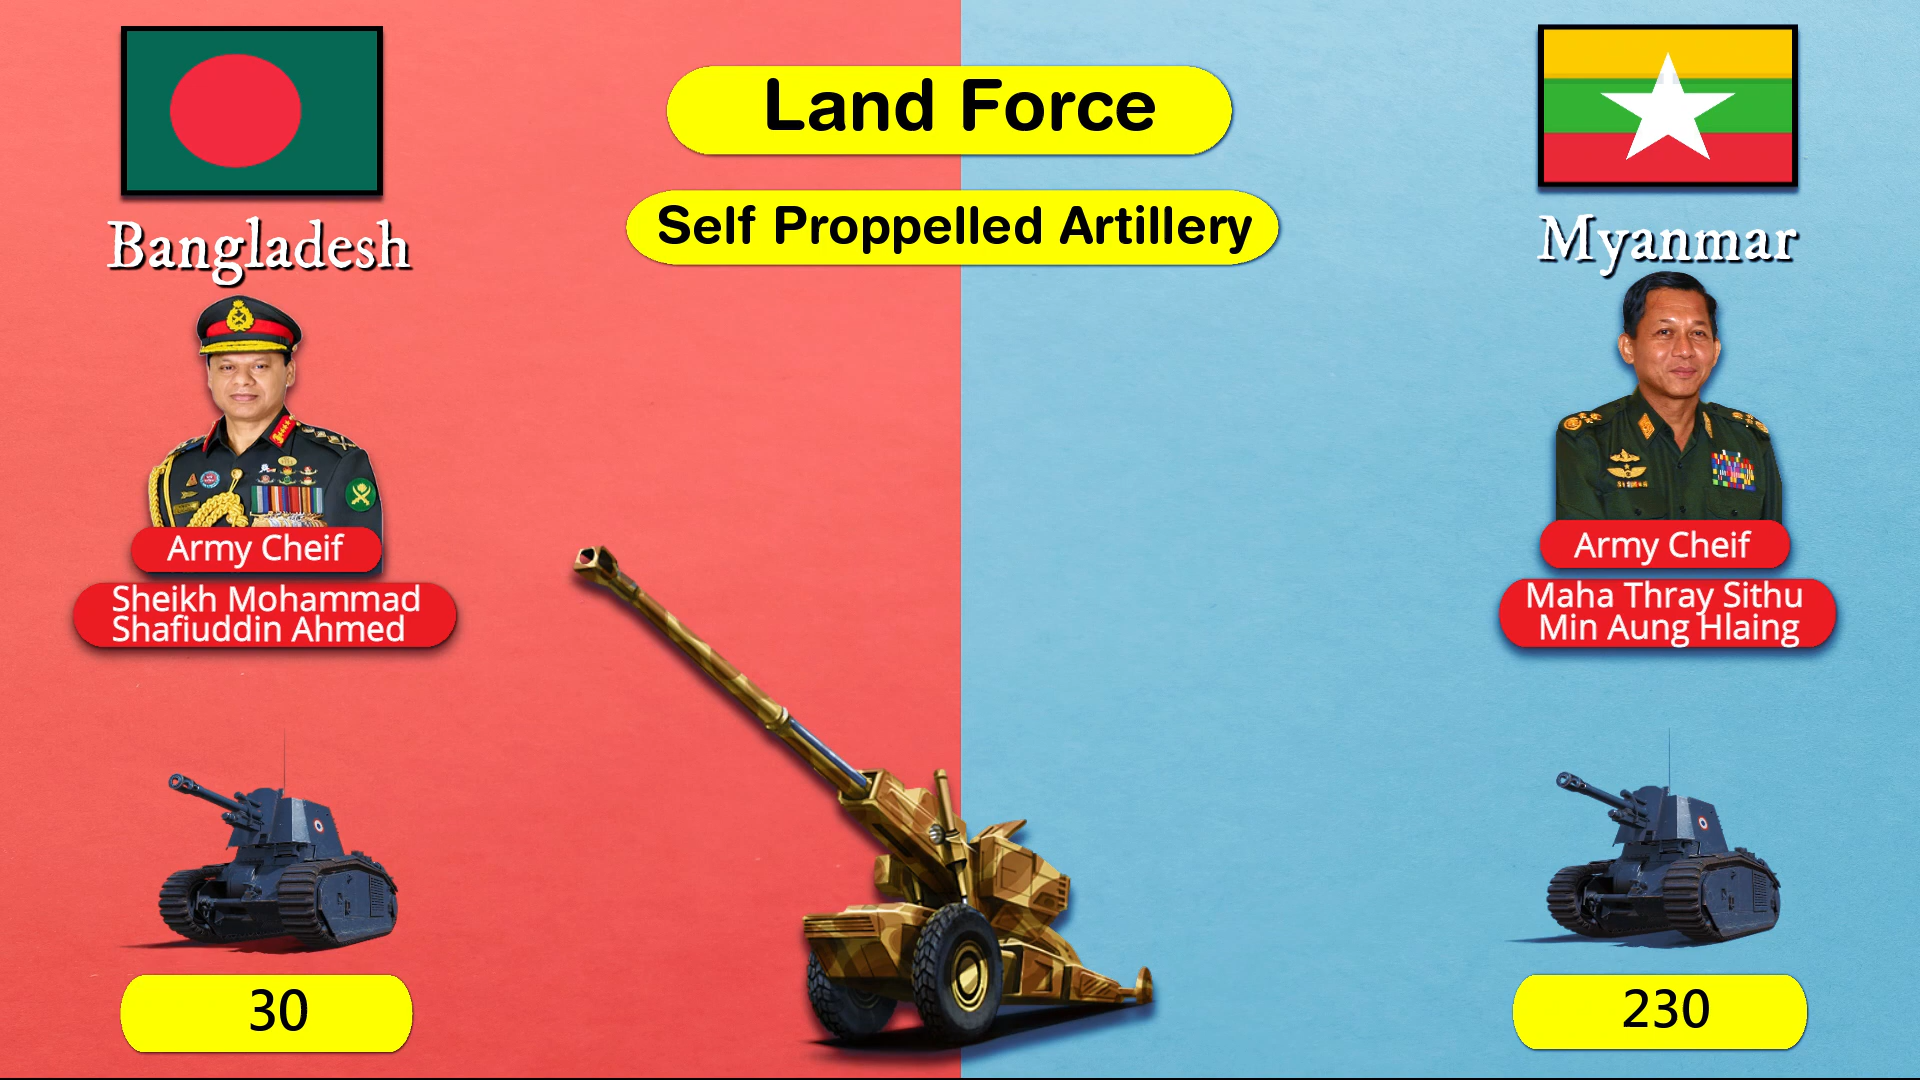 Land Force
Self Proppelled Artillery
Bangladesh
Army Cheif
Sheikh Mohammad
Shafiuddin Ahmed
30
Myanmar
Army Cheif
Maha Thray Sithu
Min Aung Hlaing
230